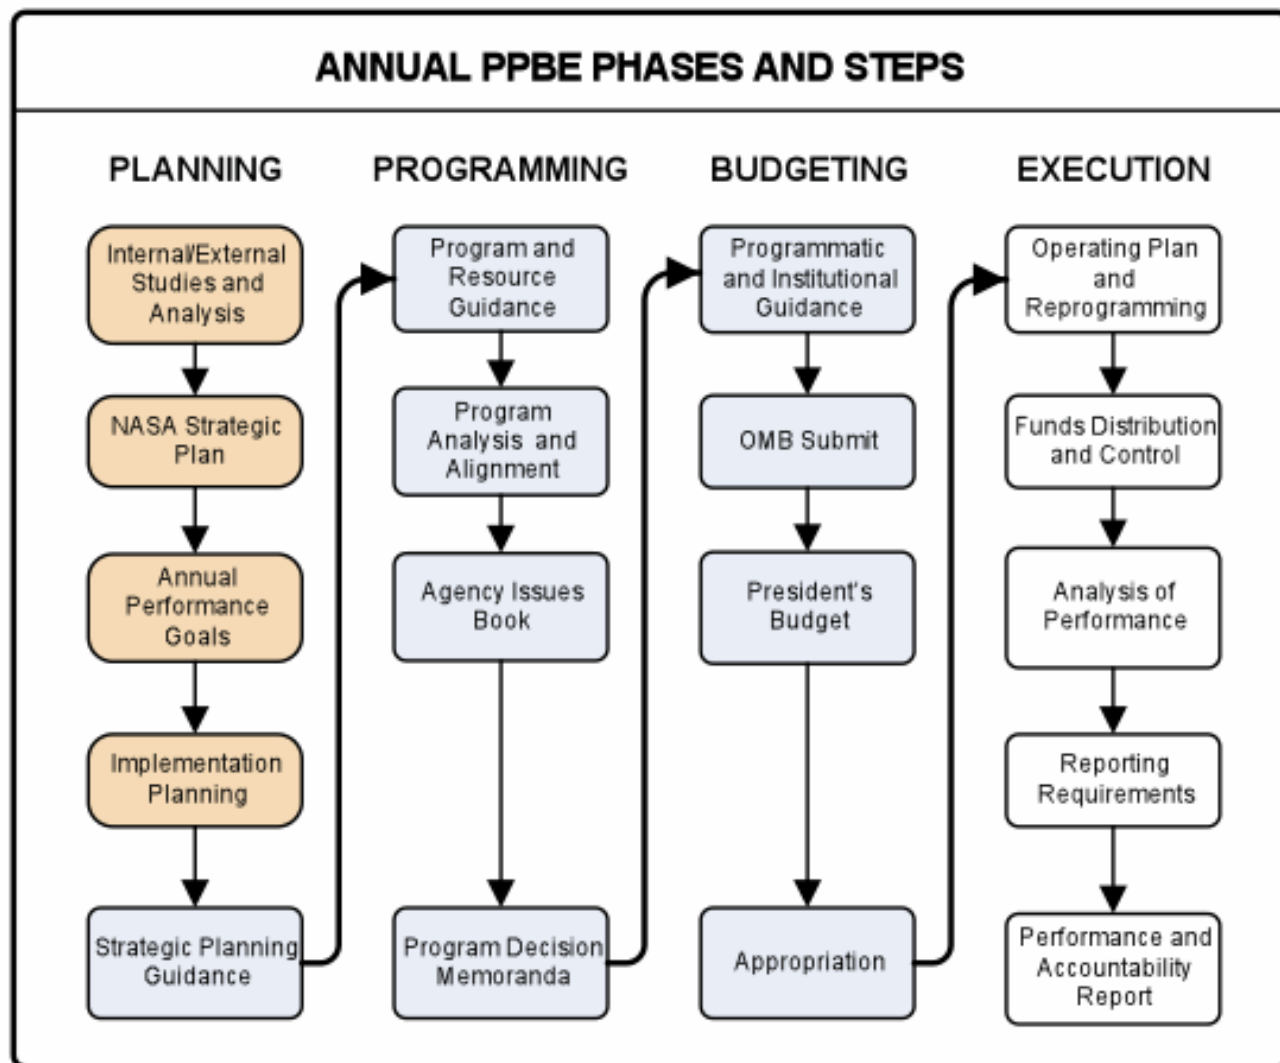 ANNUAL PPBE PHASES AND STEPS
PLANNING
Internal/External
Studies and
Analysis
NASA Strategic
Plan
Annual
Performance
Goals
Implementation
Planning
Strategic Planning
Guidance
PROGRAMMING
Program and
Resource
Guidance
Program
Analysis and
Alignment
Agency Issues
Book
Program Decision
Memoranda
BUDGETING
Programmatic
and Institutional
Guidance
OMB Submit
President's
Budget
Appropriation
EXECUTION
Operating Plan
and
Reprogramming
Funds Distribution
and Control
Analysis of
Performance
Reporting
Requirements
Performance and
Accountability
Report